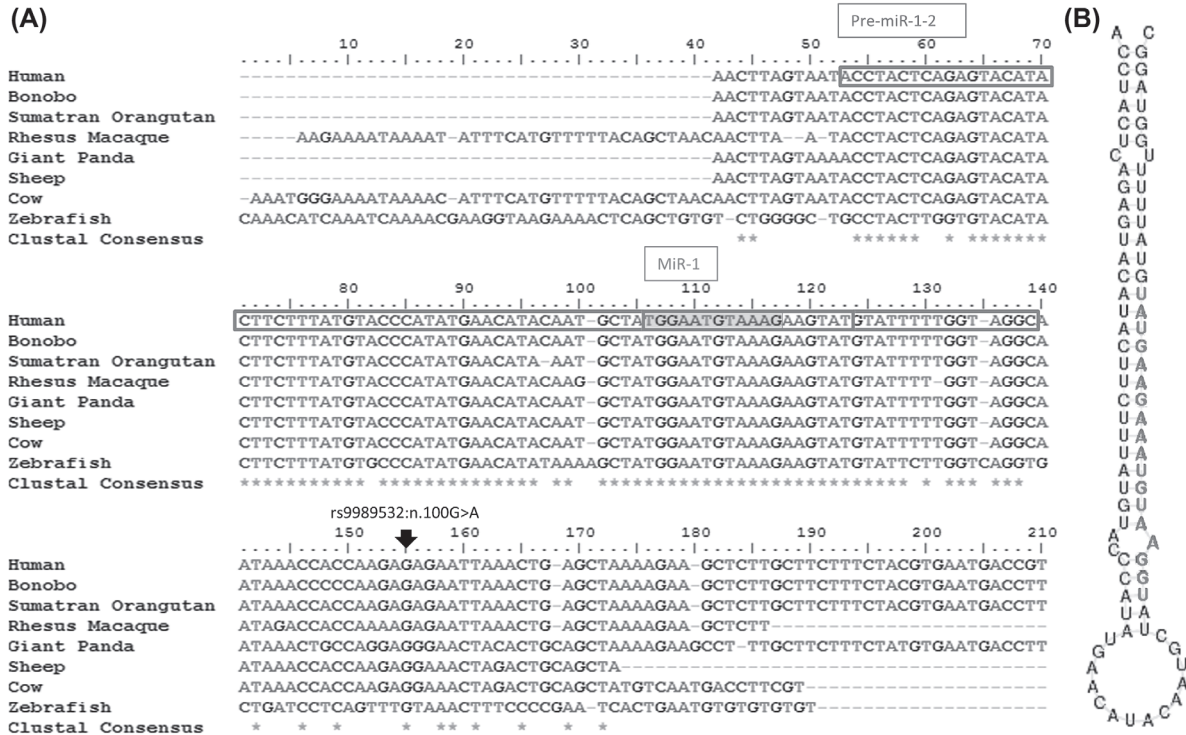 (A)
Pre-miR-1-2
10 20 30 40 50 60 70
Human -----------------------------------------AACTTAGTAATACCTACTCAGAGTACATA
Bonobo -----------------------------------------AACTTAGTAATACCTACTCAGAGTACATA
Sumatran Orangutan -----------------------------------------AACTTAGTAATACCTACTCAGAGTACATA
Rhesus Macaque -----AAGAAAATAAAAT-ATTTCATGTTTTTACAGCTAACAACTTA--A-TACCTACTCAGAGTACATA
Giant Panda -----------------------------------------AACTTAGTAAAACCTACTCAGAGTACATA
Sheep -----------------------------------------AACTTAGTAATACCTACTCAGAGTACATA
Cow -AAATGGGAAAATAAAAC-ATTTCATGTTTTTACAGCTAACAACTTAGTAATACCTACTCAGAGTACATA
Zebrafish CAAACATCAAATCAAAACGAAGGTAAGAAAACTCAGCTGTGT-CTGGGGC-TGCCTACTTGGTGTACATA
Clustal Consensus ** ****** * *******
MiR-1
80 90 100 110 120 130 140
Human CTTCTTTATGTACCCATATGAACATACAAT-GCTATGGAATGTAAAGAAGTATGTATTTTTGGT-AGGCA
Bonobo CTTCTTTATGTACCCATATGAACATACAAT-GCTATGGAATGTAAAGAAGTATGTATTTTTGGT-AGGCA
Sumatran Orangutan CTTCTTTATGTACCCATATGAACATA-AAT-GCTATGGAATGTAAAGAAGTATGTATTTTTGGT-AGGCA
Rhesus Macaque CTTCTTTATGTACCCATATGAACATACAAG-GCTATGGAATGTAAAGAAGTATGTATTTT-GGT-AGGCA
Giant Panda CTTCTTTATGTACCCATATGAACATACAAT-GCTATGGAATGTAAAGAAGTATGTATTTTTGGT-AGGCA
Sheep CTTCTTTATGTACCCATATGAACATACAAT-GCTATGGAATGTAAAGAAGTATGTATTTTTGGT-AGGCA
Cow CTTCTTTATGTACCCATATGAACATACAAT-GCTATGGAATGTAAAGAAGTATGTATTTTTGGT-AGGCA
Zebrafish CTTCTTTATGTGCCCATATGAACATATAAAAGCTATGGAATGTAAAGAAGTATGTATTCTTGGTCAGGTG
Clustal Consensus *********** ************** ** *************************** * *** ***
rs9989532:n.100G>A
150 160 170 180 190 200 210
Human ATAAACCACCAAGAGAGAATTAAACTG-AGCTAAAAGAA-GCTCTTGCTTCTTTCTACGTGAATGACCGT
Bonobo ATAAACCCCCAAGAGAGAATTAAACTG-AGCTAAAAGAA-GCTCTTGCTTCTTTCTACGTGAATGACCTT
Sumatran Orangutan ATAAACCACCAAGAGAGAATTAAACTG-AGCTAAAAGAA-GCTCTTGCTTCTTTCTACGTGAATGACCTT
Rhesus Macaque ATAGACCACCAAAAGAGAATTAAACTG-AGCTAAAAGAA-GCTCTT------------------------
Giant Panda ATAAACTGCCAGGAGGGAACTACACTG-AGCTAAAAGAAGCCT-TTGCTTCTTTCTATGTGAATGACCTT
Sheep ATAAACCACCAAGAGGAAACTAGACTGCAGCTA-------------------------------------
Cow ATAAACCACCAAGAGGAAACTAGACTGCAGCTATGTCAATGACCTTCGT---------------------
Zebrafish CTGATCCTCAGTTTGTAAACTTTCCCCGAA-TCACTGAATGTGTGTGTGT--------------------
Clustal Consensus * * * * ** * * * *
(B)
ACCUACUCAGAGUACAUACUUCUUUAUGUACCCAUAUGAACAUACAAUGCUAUGGAAUGUAAAGAAGUAUGUAUUUUUGGUAGGC